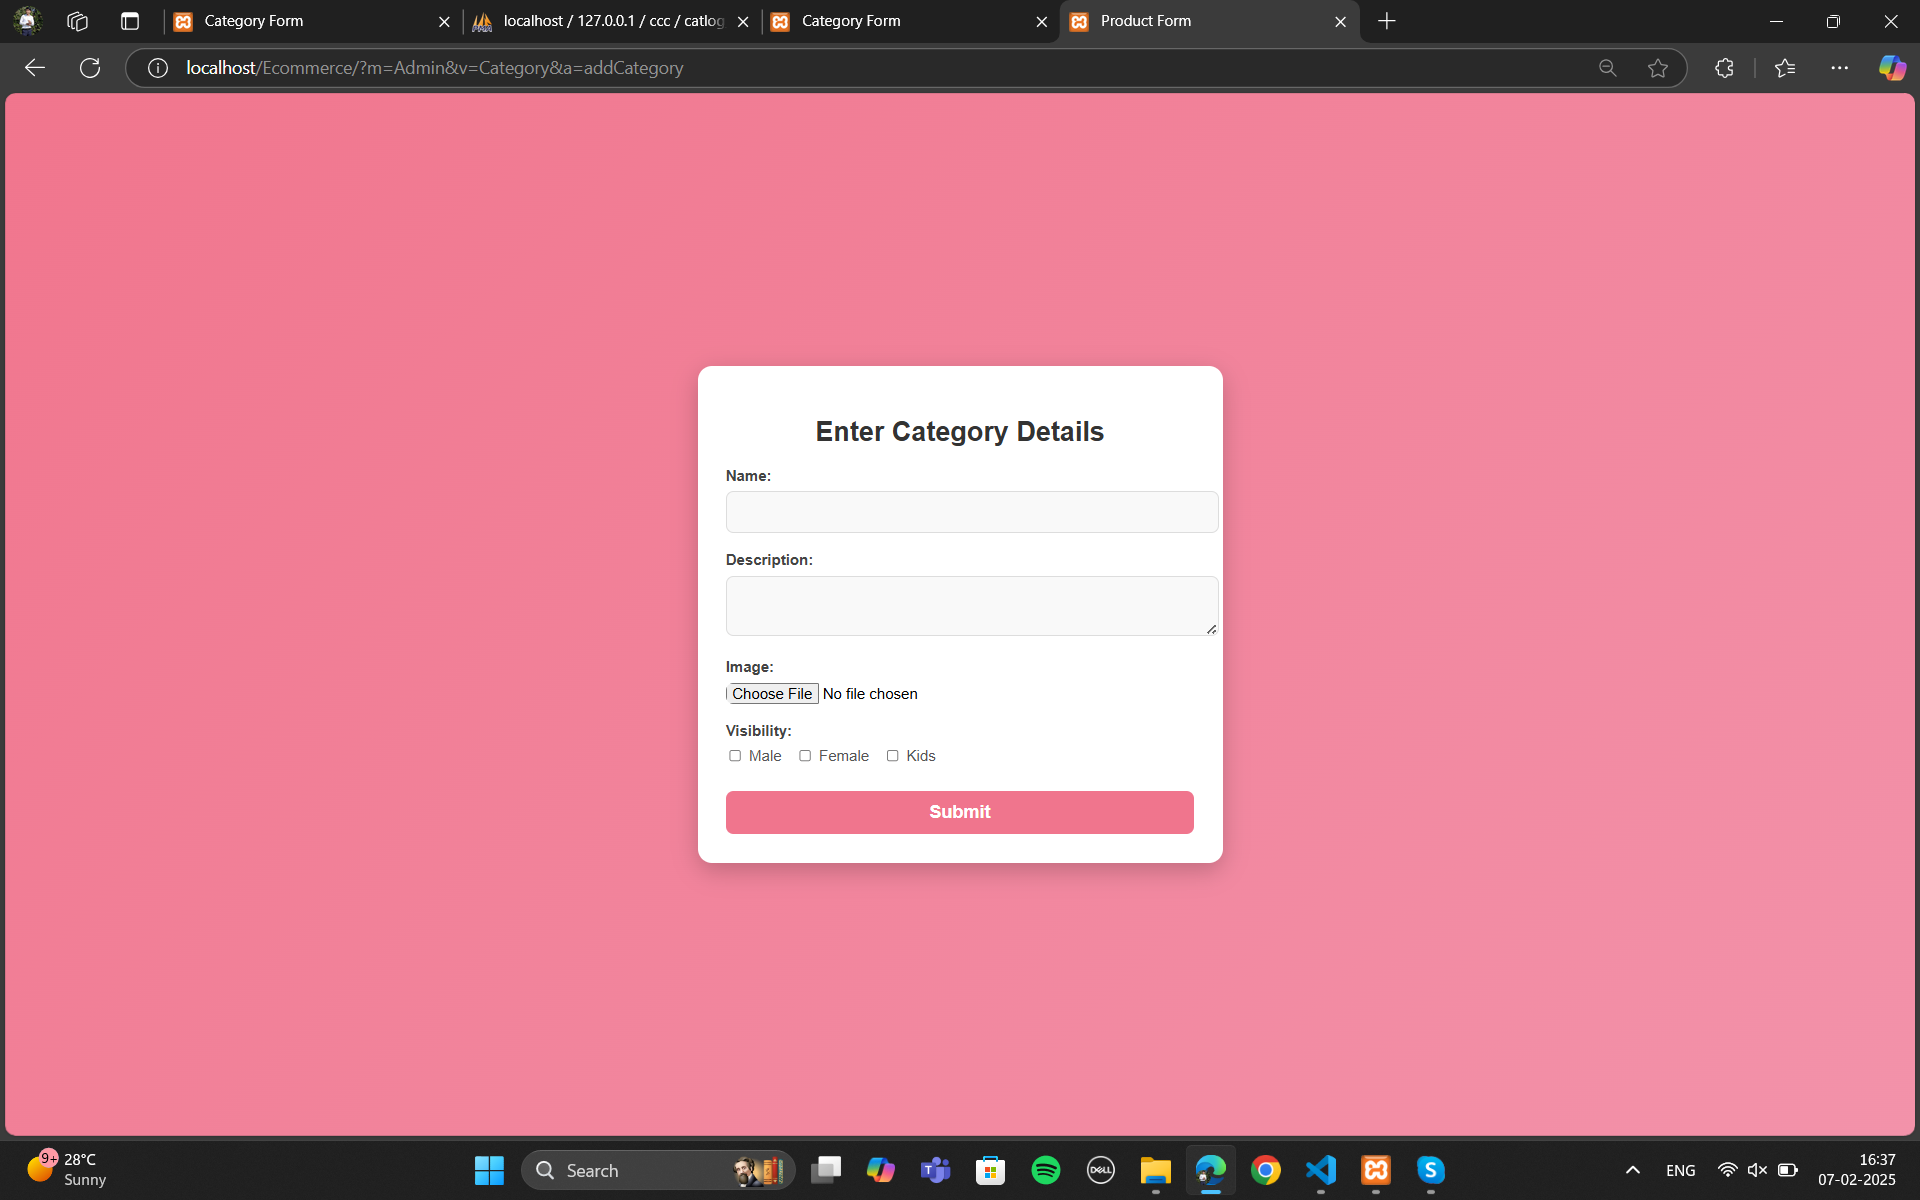 Category Form
localhost / 127.0.0.1 / ccc / catlog
Category Form
Product Form
localhost/Ecommerce/?m=Admin&v=Category&a=addCategory
Enter Category Details
Name:
Description:
Image:
Choose File No file chosen
Visibility:
Male Female Kids
Submit
9+
28°C
Sunny
Search
DELL
ENG
16:37
07-02-2025